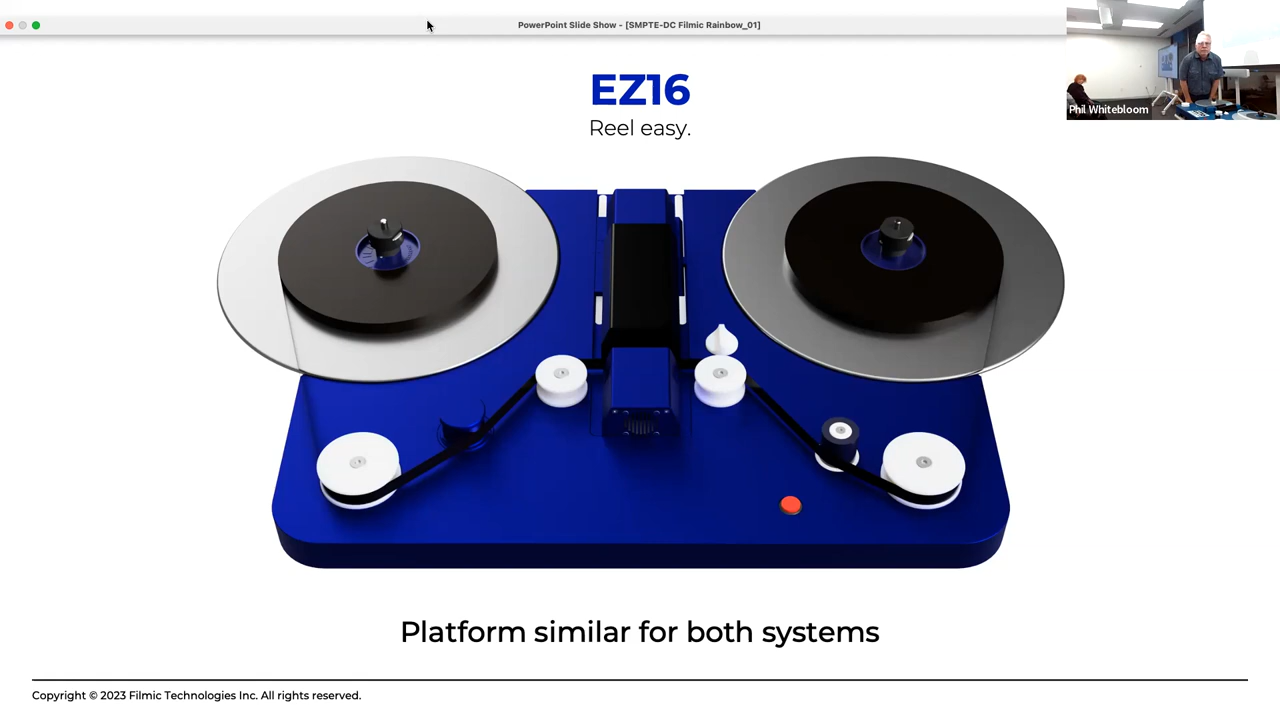 PowerPoint Slide Show - [SMPTE-DC Filmic Rainbow_01]
Phil Whitebloom
EZ16
Reel easy.
Platform similar for both systems
Copyright © 2023 Filmic Technologies Inc. All rights reserved.